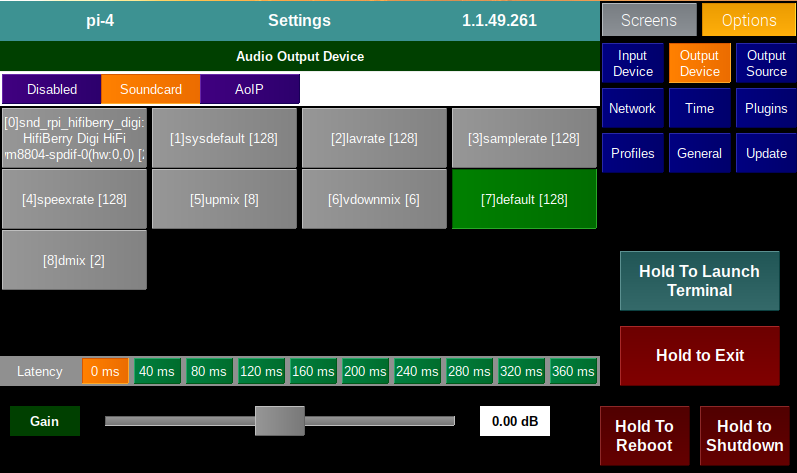 pi-4 Settings 1.1.49.261
Screens Options
Audio Output Device
Input Device
Output Device
Output Source
Disabled Soundcard AoIP
Network Time Plugins
Profiles General Update
[0]snd_rpi_hifiberry_digi:
HifiBerry Digi HiFi
wm8804-spdif-0(hw:0,0)
[1]sysdefault [128]
[2]lavrate [128]
[3]samplerate [128]
[4]speexrate [128]
[5]upmix [8]
[6]vdownmix [6]
[7]default [128]
[8]dmix [2]
Hold To Launch
Terminal
Hold to Exit
Latency 0 ms 40 ms 80 ms 120 ms 160 ms 200 ms 240 ms 280 ms 320 ms 360 ms
Gain 0.00 dB
Hold To
Reboot
Hold to
Shutdown